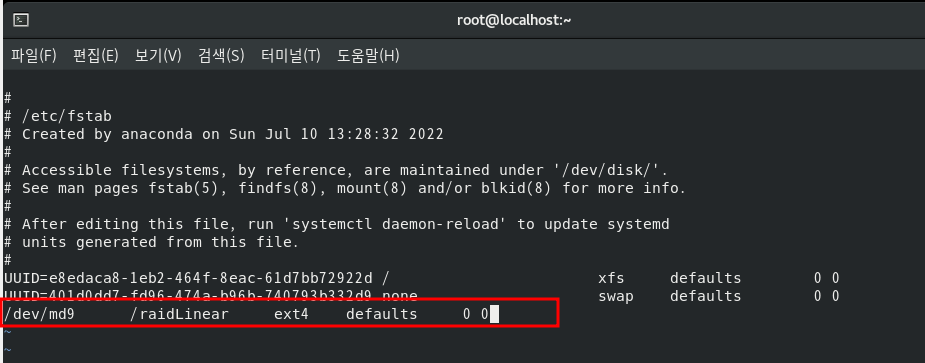 root@localhost:~
파일(F) 편집(E) 보기(V) 검색(S) 터미널(T) 도움말(H)
#
# /etc/fstab
# Created by anaconda on Sun Jul 10 13:28:32 2022
#
# Accessible filesystems, by reference, are maintained under '/dev/disk/'.
# See man pages fstab(5), findfs(8), mount(8) and/or blkid(8) for more info.
#
# After editing this file, run 'systemctl daemon-reload' to update systemd
# units generated from this file.
#
UUID=e8edaca8-1eb2-464f-8eac-61d7bb72922d / xfs defaults 0 0
UUID=401d0dd7-fd96-474a-b96b-740793b332d9 none swap defaults 0 0
/dev/md9 /raidLinear ext4 defaults 0 0
~
~